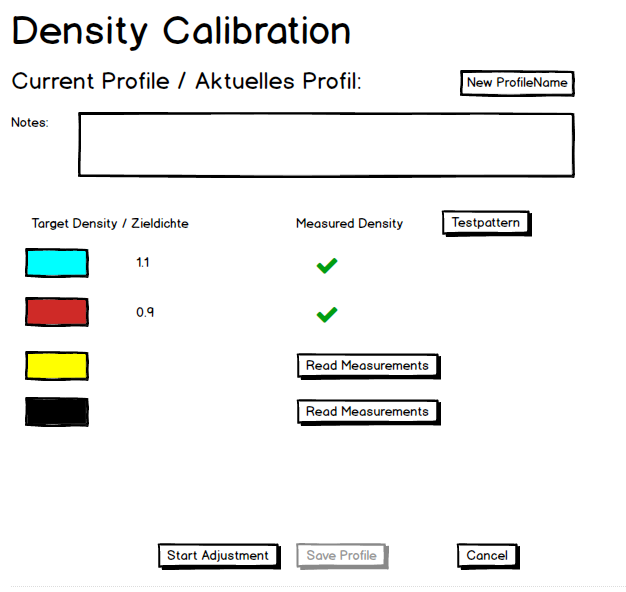 Density Calibration
Current Profile / Aktuelles Profil:
New ProfileName
Notes:
Target Density / Zieldichte
Measured Density
Testpattern
1.1
0.9
Read Measurements
Read Measurements
Start Adjustment
Save Profile
Cancel